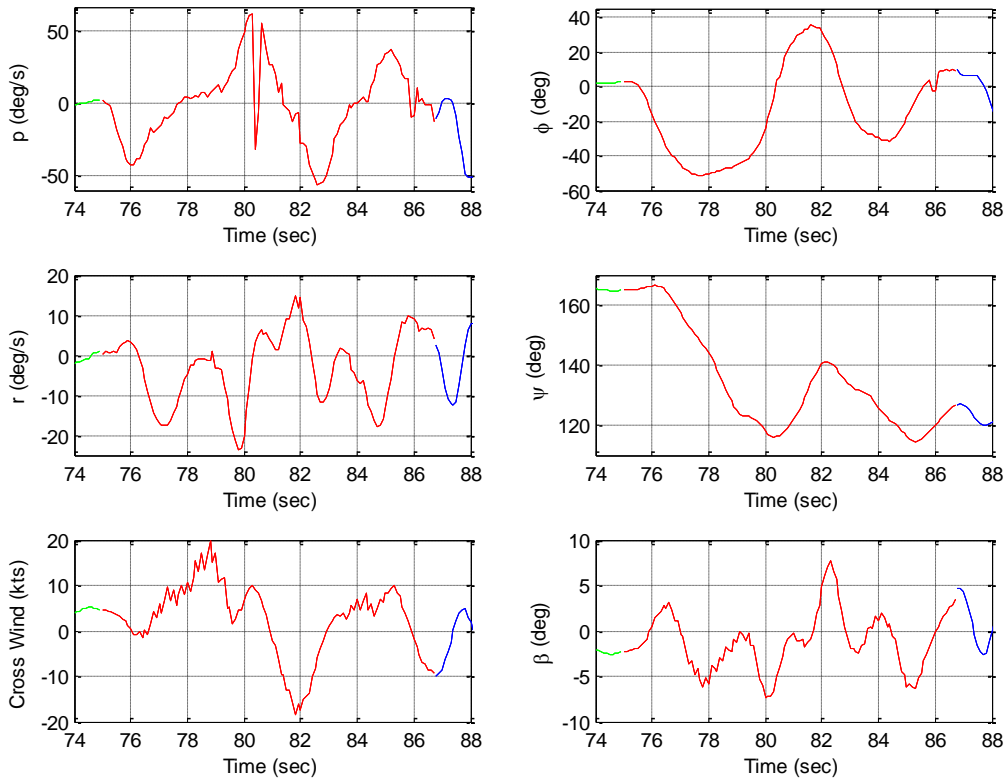 p (deg/s)
50
0
-50
74 76 78 80 82 84 86 88
Time (sec)
ϕ (deg)
40
20
0
-20
-40
-60
74 76 78 80 82 84 86 88
Time (sec)
r (deg/s)
20
10
0
-10
-20
74 76 78 80 82 84 86 88
Time (sec)
ψ (deg)
160
140
120
74 76 78 80 82 84 86 88
Time (sec)
Cross Wind (kts)
20
10
0
-10
-20
74 76 78 80 82 84 86 88
Time (sec)
β (deg)
10
5
0
-5
-10
74 76 78 80 82 84 86 88
Time (sec)